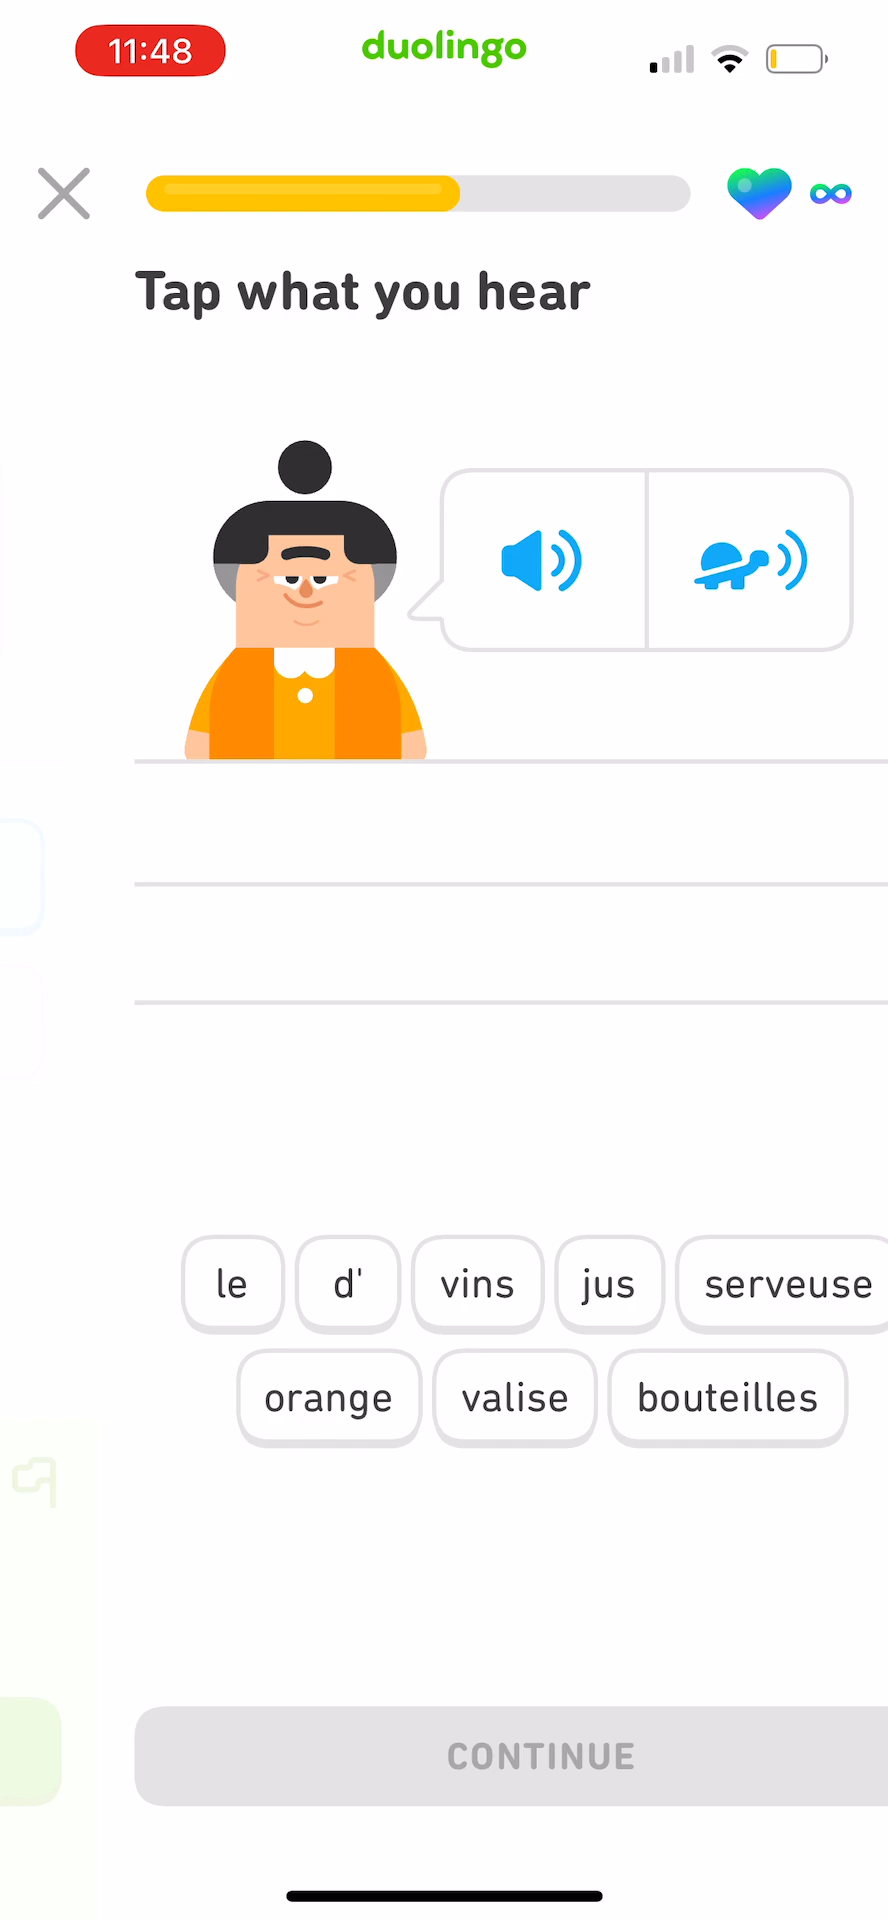 11:48
duolingo
Tap what you hear
le d' vins jus serveuse
orange valise bouteilles
CONTINUE